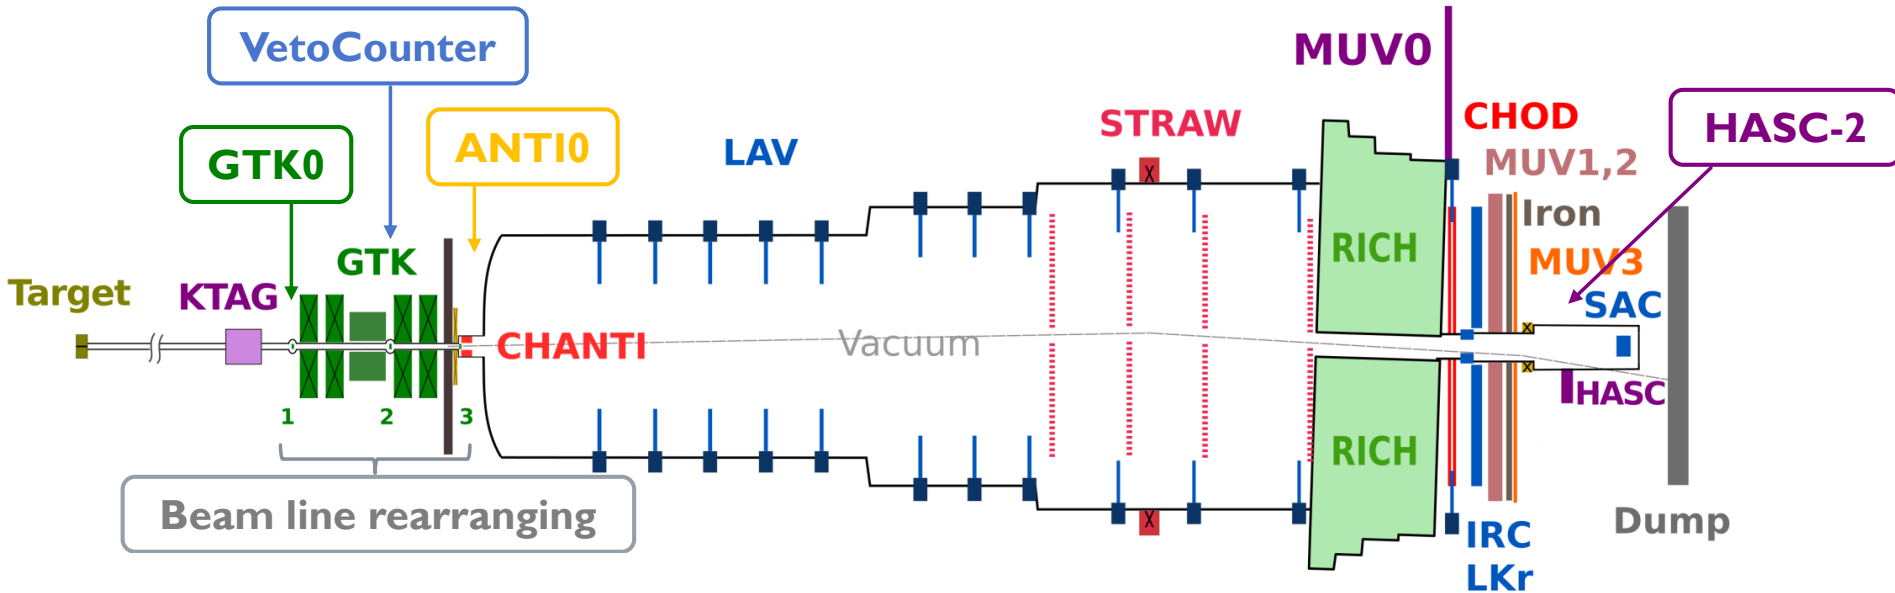 VetoCounter
GTK0
ANTI0
LAV
STRAW
MUV0
CHOD
HASC-2
MUV1,2
Iron
MUV3
SAC
Target
KTAG
GTK
CHANTI
Vacuum
RICH
HASC
1
2
3
RICH
Beam line rearranging
IRC
LKr
Dump